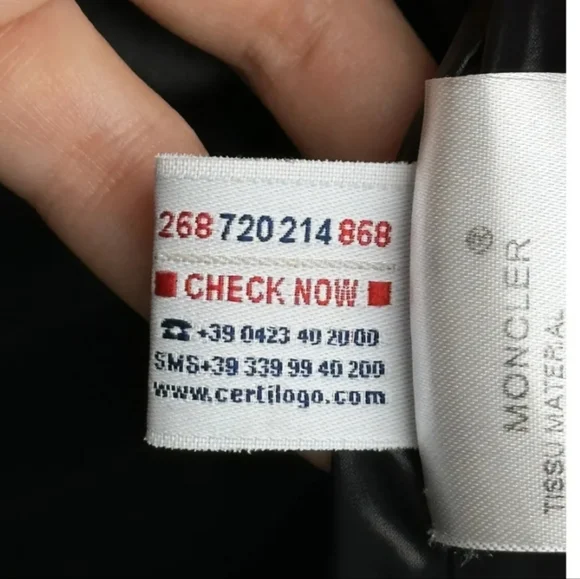 268 720 214 868
■ CHECK NOW ■
☎ +39 0423 40 20 00
SMS+39 339 99 40 200
www.certilogo.com
®
MONCLER
TISSU MATERIAL